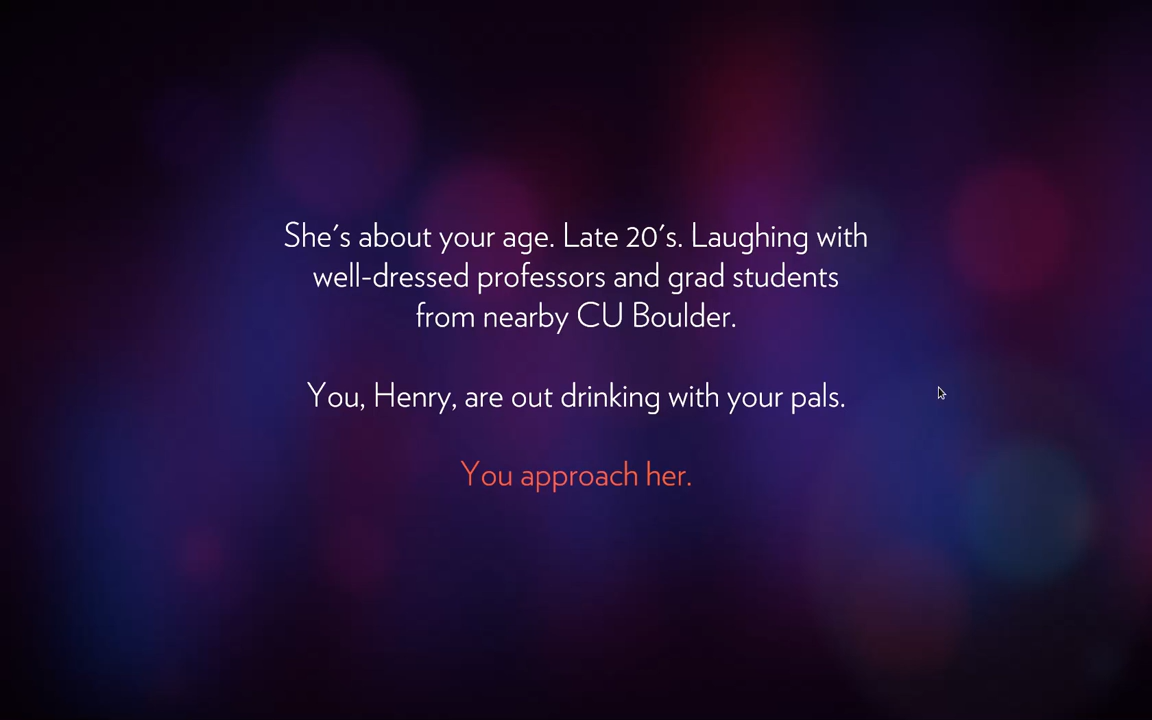 She's about your age. Late 20's. Laughing with
well-dressed professors and grad students
from nearby CU Boulder.
You, Henry, are out drinking with your pals.
You approach her.